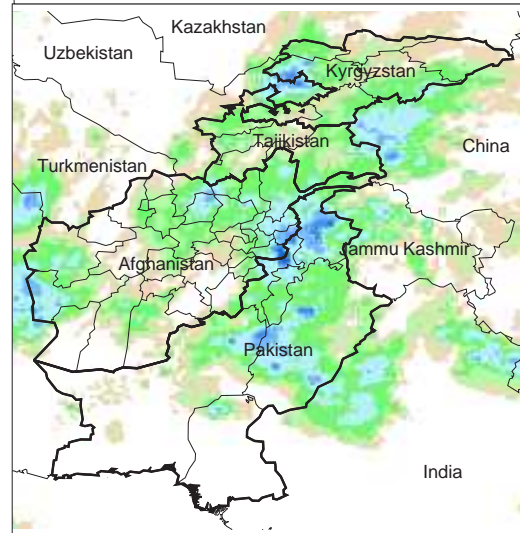 Kazakhstan
Uzbekistan
Kyrgyzstan
Tajikistan
China
Turkmenistan
Jammu Kashmir
Afghanistan
Pakistan
India